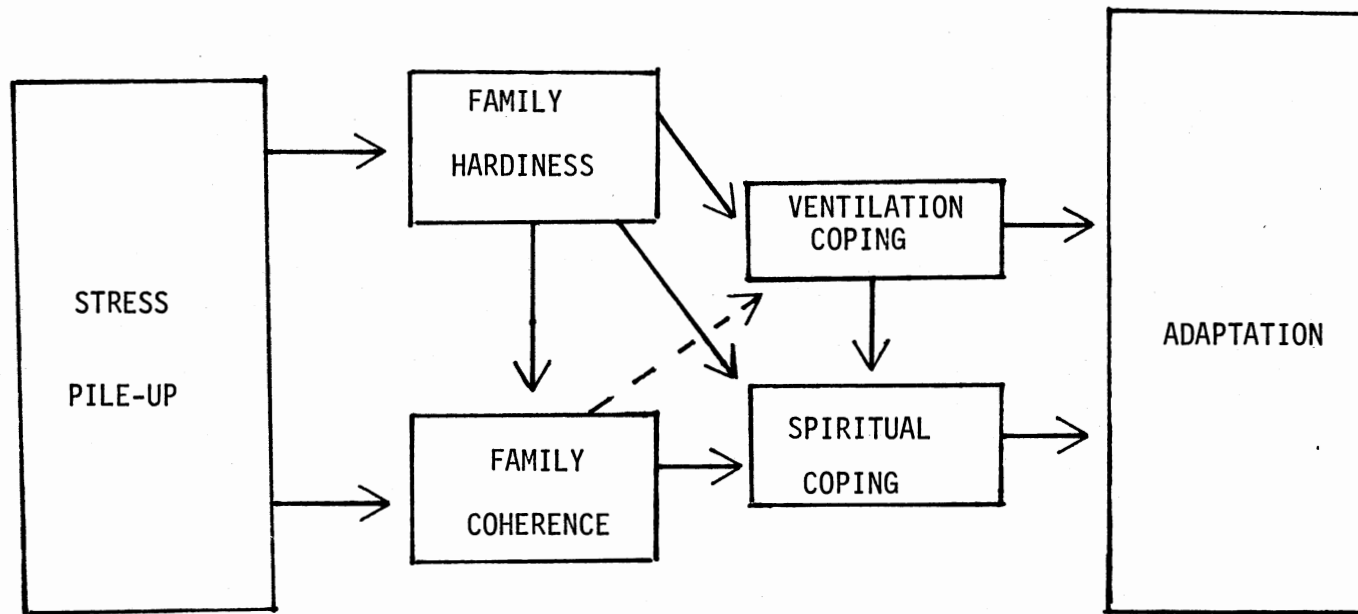 STRESS
PILE-UP
FAMILY
HARDINESS
FAMILY
COHERENCE
VENTILATION
COPING
SPIRITUAL
COPING
ADAPTATION